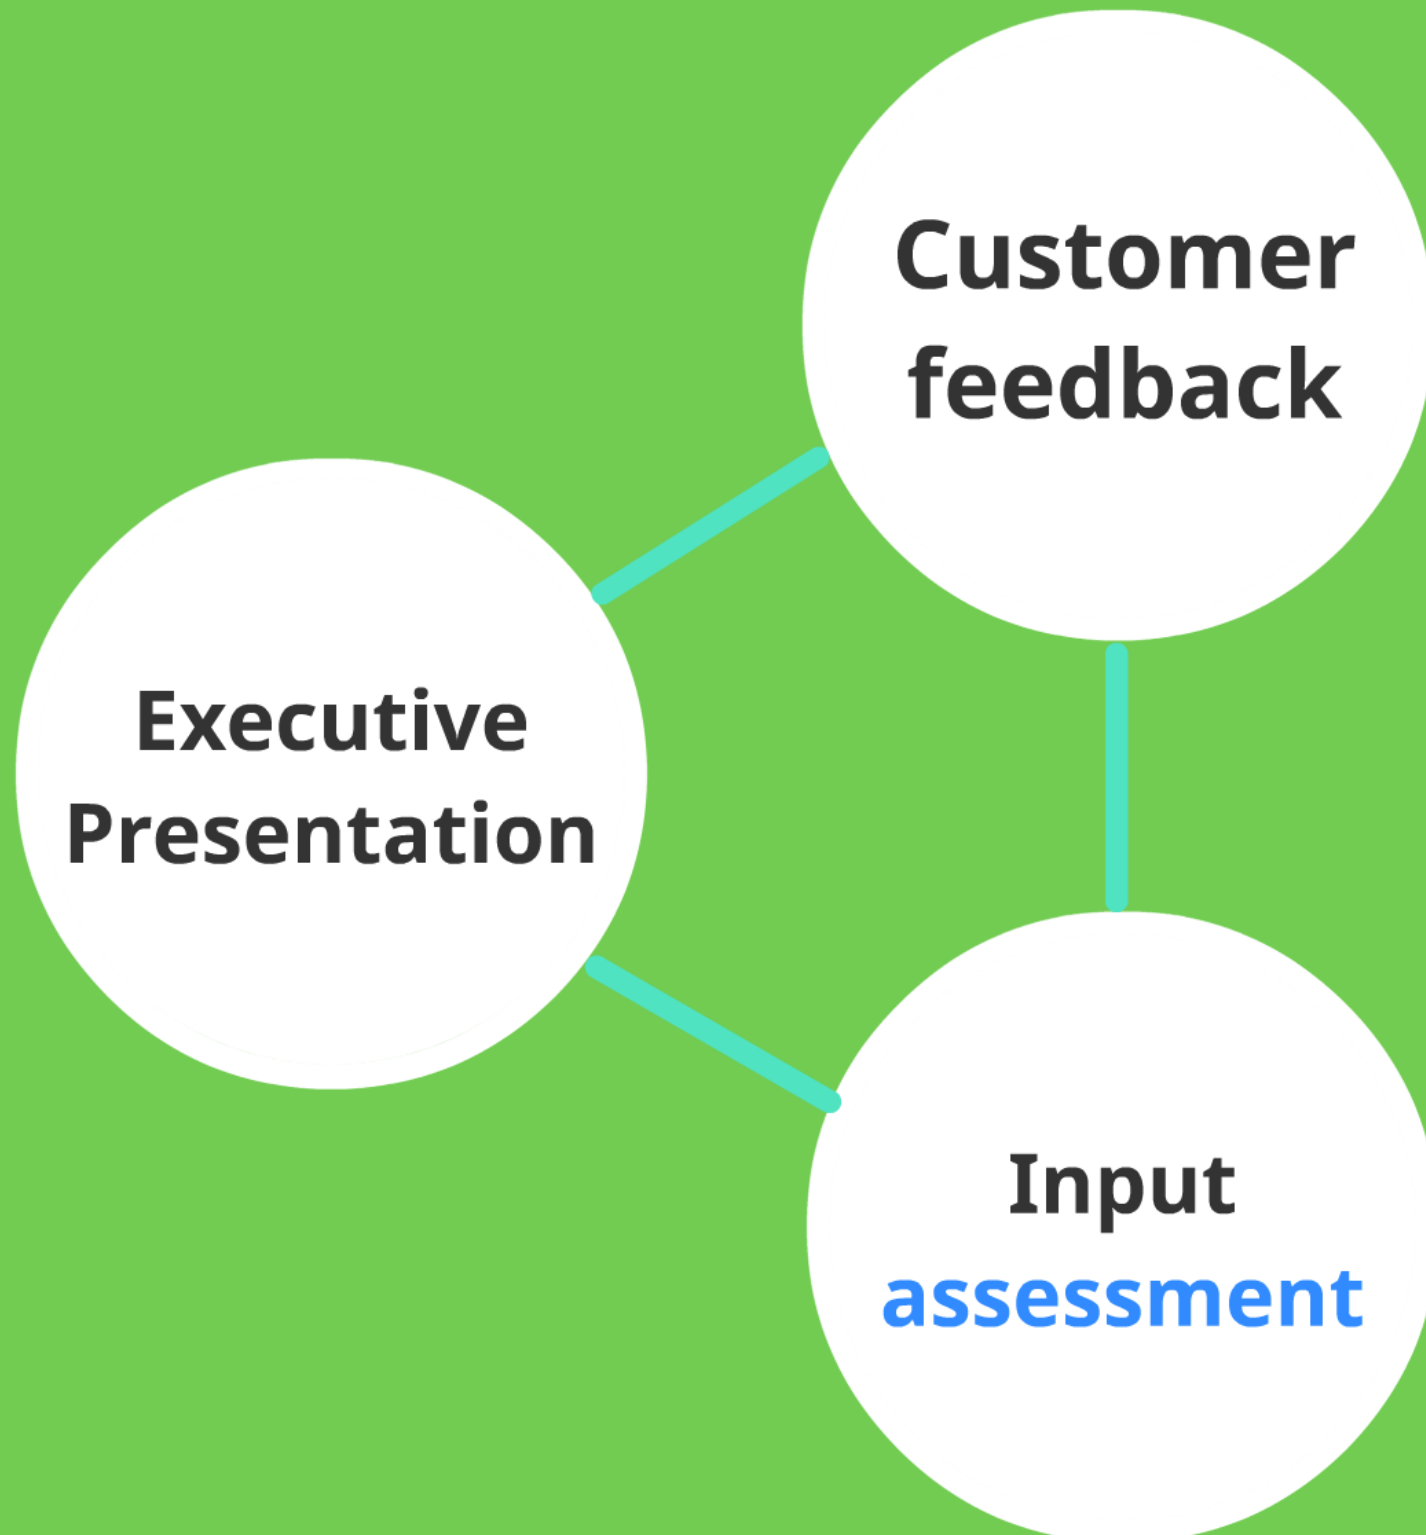 Customer
feedback
Executive
Presentation
Input
assessment